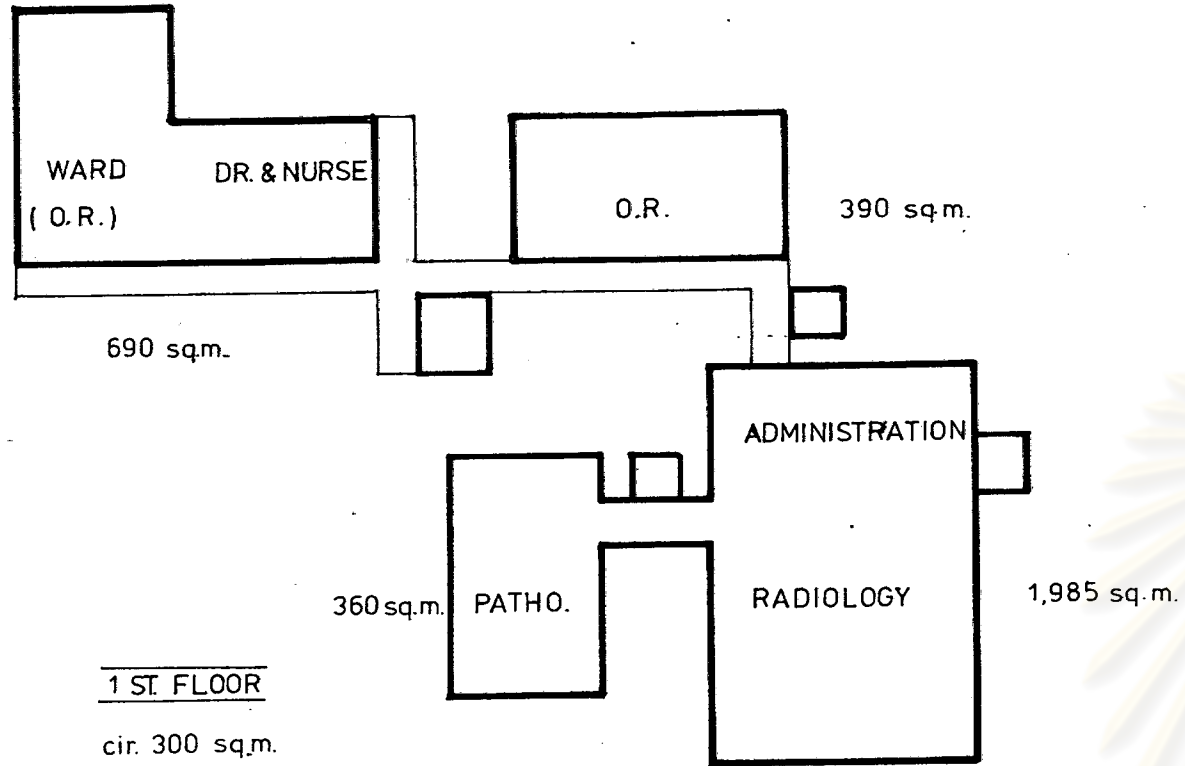 WARD
(O.R.)
DR. & NURSE
O.R.
390 sq.m.
690 sq.m.
ADMINISTRATION
360 sq.m.
PATHO.
RADIOLOGY
1,985 sq.m.
1 ST. FLOOR
cir. 300 sq.m.